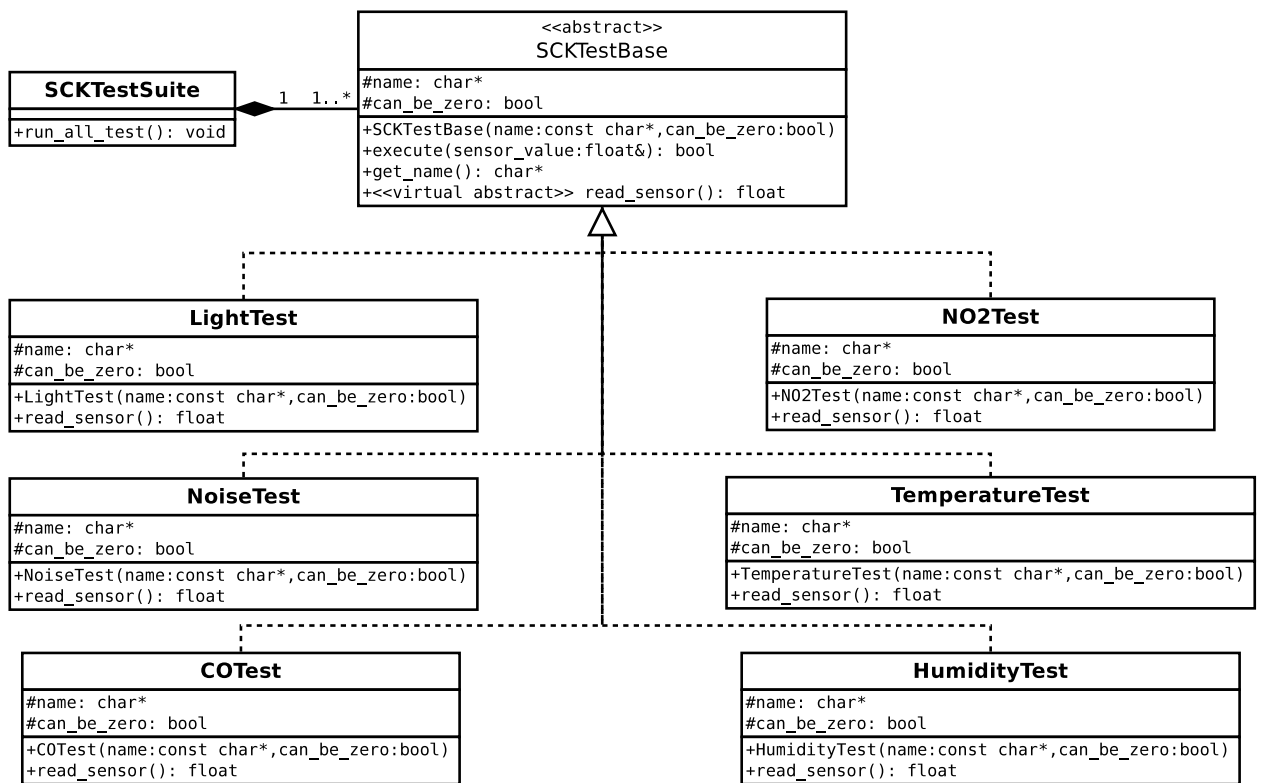 <<abstract>>
SCKTestBase
#name: char*
#can_be_zero: bool
+SCKTestBase(name:const char*,can_be_zero:bool)
+execute(sensor_value:float&): bool
+get_name(): char*
+<<virtual abstract>> read_sensor(): float
SCKTestSuite
+run_all_test(): void
1 1..*
LightTest
#name: char*
#can_be_zero: bool
+LightTest(name:const char*,can_be_zero:bool)
+read_sensor(): float
NO2Test
#name: char*
#can_be_zero: bool
+NO2Test(name:const char*,can_be_zero:bool)
+read_sensor(): float
NoiseTest
#name: char*
#can_be_zero: bool
+NoiseTest(name:const char*,can_be_zero:bool)
+read_sensor(): float
TemperatureTest
#name: char*
#can_be_zero: bool
+TemperatureTest(name:const char*,can_be_zero:bool)
+read_sensor(): float
COTest
#name: char*
#can_be_zero: bool
+COTest(name:const char*,can_be_zero:bool)
+read_sensor(): float
HumidityTest
#name: char*
#can_be_zero: bool
+HumidityTest(name:const char*,can_be_zero:bool)
+read_sensor(): float